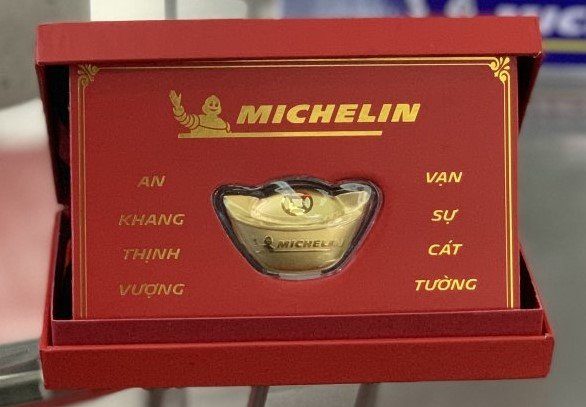 MICHELIN
AN
KHANG
THỊNH
VƯỢNG
MICHELIN
VẠN
SỰ
CÁT
TƯỜNG